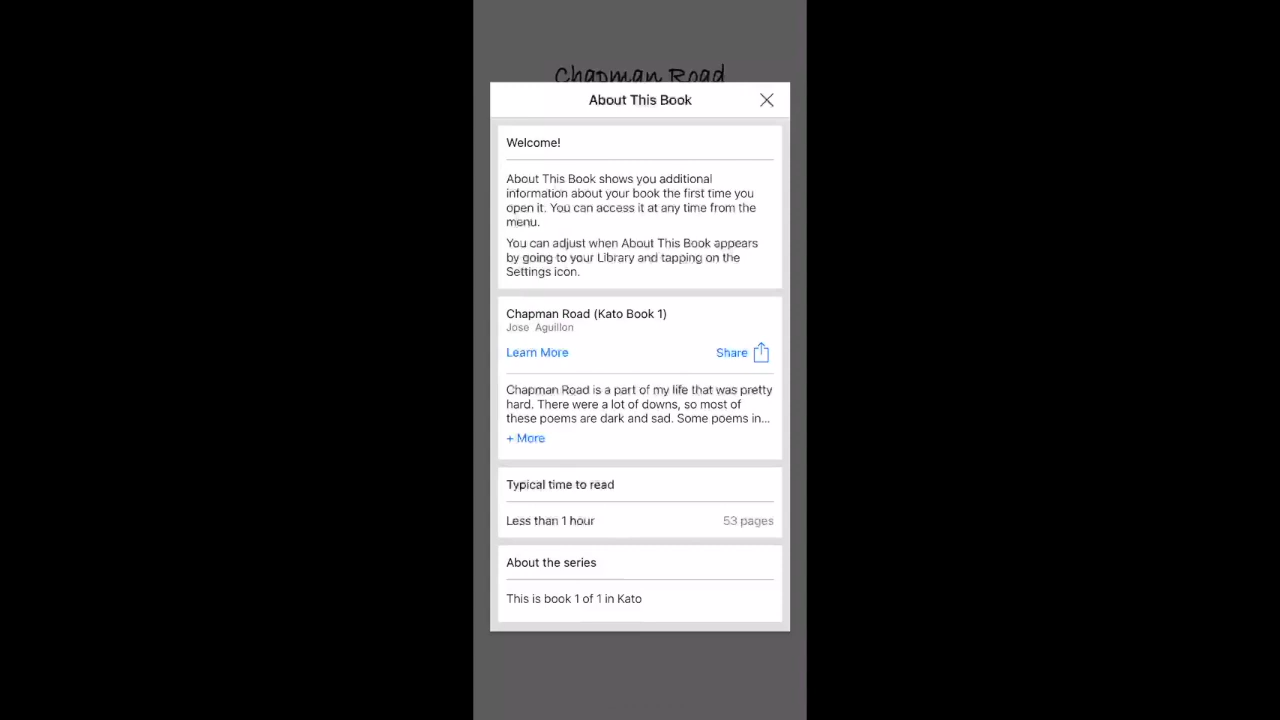 Chapman Road
About This Book
Welcome!
About This Book shows you additional
information about your book the first time you
open it. You can access it at any time from the
menu.
You can adjust when About This Book appears
by going to your Library and tapping on the
Settings icon.
Chapman Road (Kato Book 1)
Jose Aguillon
Learn More
Share
Chapman Road is a part of my life that was pretty
hard. There were a lot of downs, so most of
these poems are dark and sad. Some poems in...
+ More
Typical time to read
Less than 1 hour
53 pages
About the series
This is book 1 of 1 in Kato